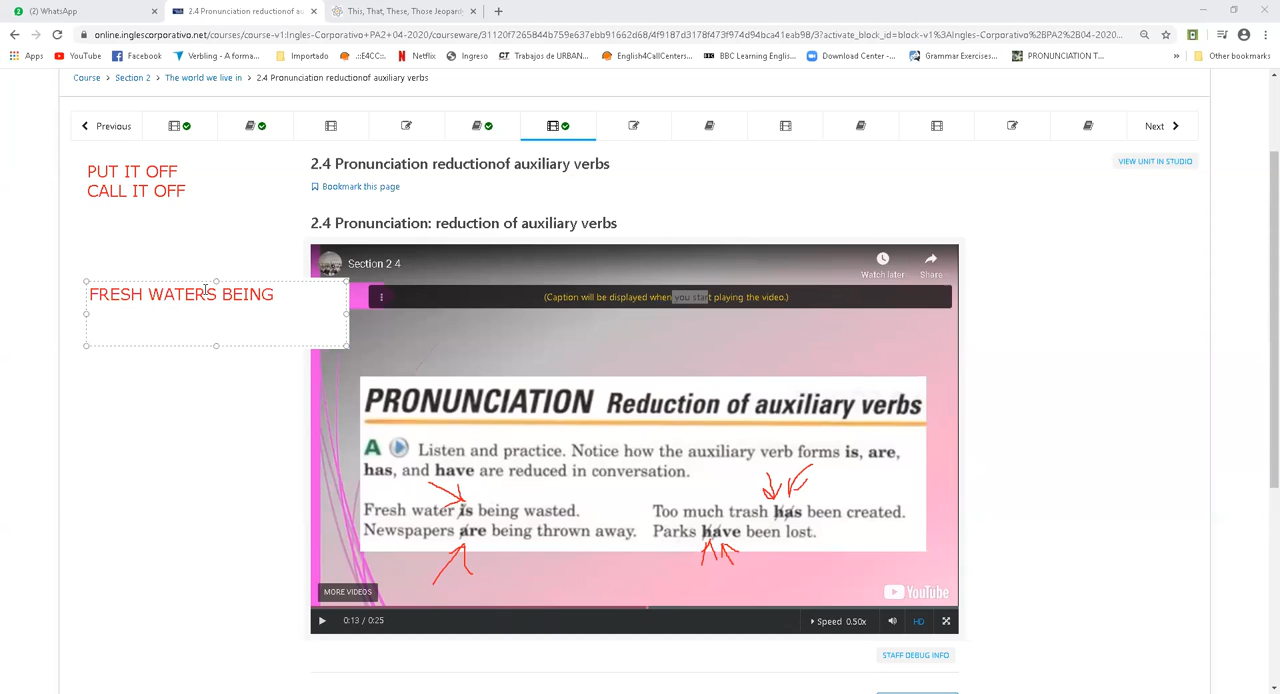 (2) WhatsApp
2.4 Pronunciation reductionof au
This, That, These, Those Jeopard
online.inglescorporativo.net/courses/course-v1:Ingles-Corporativo+PA2+04-2020/courseware/31120f7265844b759e637ebb91662d68/4f9187d3178f473f974d94bca41eab98/3?activate_block_id=block-v1%3AIngles-Corporativo%2BPA2%2B04-2020...
Apps YouTube Facebook Verbling - A forma... Importado .:E4CC:. Netflix Ingre Trabajos de URBAN... English4CallCenters... BBC Learning Englis... Download Center -... Grammar Exercises... PRONUNCIATION T... » Other bookmarks
Course > Section 2 > The world we live in > 2.4 Pronunciation reductionof auxiliary verbs
Previous
Next
PUT IT OFF
CALL IT OFF
2.4 Pronunciation reductionof auxiliary verbs
VIEW UNIT IN STUDIO
Bookmark this page
2.4 Pronunciation: reduction of auxiliary verbs
Section 2 4
Watch later
Share
FRESH WATERS BEING
(Caption will be displayed when you start playing the video.)
PRONUNCIATION Reduction of auxiliary verbs
A Listen and practice. Notice how the auxiliary verb forms is, are,
has, and have are reduced in conversation.
Fresh water is being wasted.
Newspapers are being thrown away.
Too much trash has been created.
Parks have been lost.
MORE VIDEOS
YouTube
0:13 / 0:25
Speed 0.50x
HD
STAFF DEBUG INFO